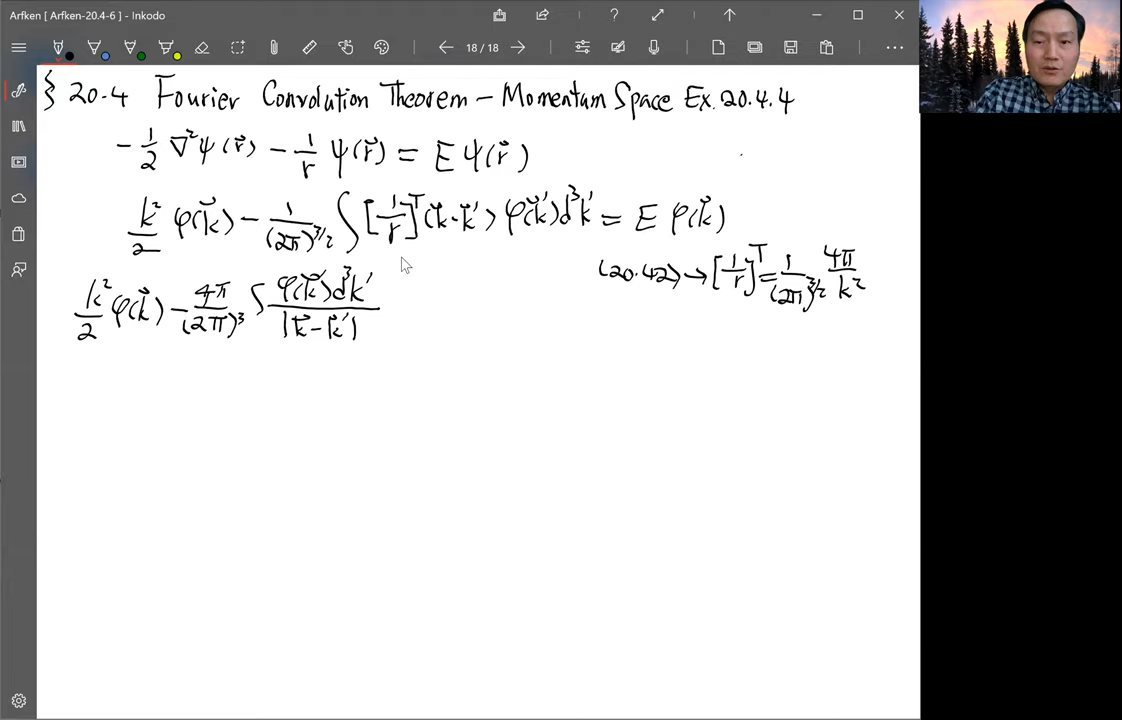 Arfken [ Arfken-20.4-6 ] - Inkodo
18 / 18
§ 20.4 Fourier Convolution Theorem – Momentum Space Ex. 20.4.4
-1/2 ∇²ψ(r⃗) - 1/r ψ(r⃗) = E ψ(r⃗)
k²/2 φ(k⃗) - 1/(2π)^3/2 ∫ [1/r]^T (k⃗-k⃗') φ(k⃗')d³k' = E φ(k⃗)
(20.42) → [1/r]^T = 1/(2π)^3/2 4π/k²
k²/2 φ(k⃗) - 4π/(2π)³ ∫ φ(k⃗')d³k'/|k⃗-k⃗'|